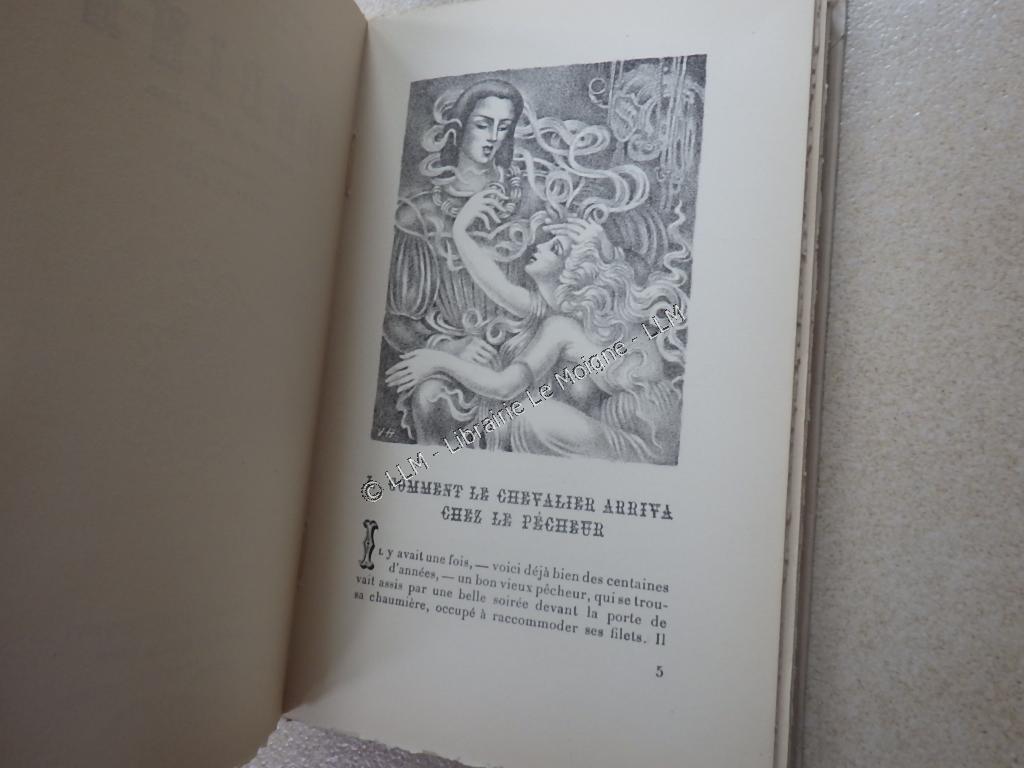 VH
© LLM - Librairie Le Moigne - LLM
COMMENT LE CHEVALIER ARRIVA
CHEZ LE PÊCHEUR
IL y avait une fois, — voici déjà bien des centaines
d'années, — un bon vieux pêcheur, qui se trou-
vait assis par une belle soirée devant la porte de
sa chaumière, occupé à raccommoder ses filets. Il
5